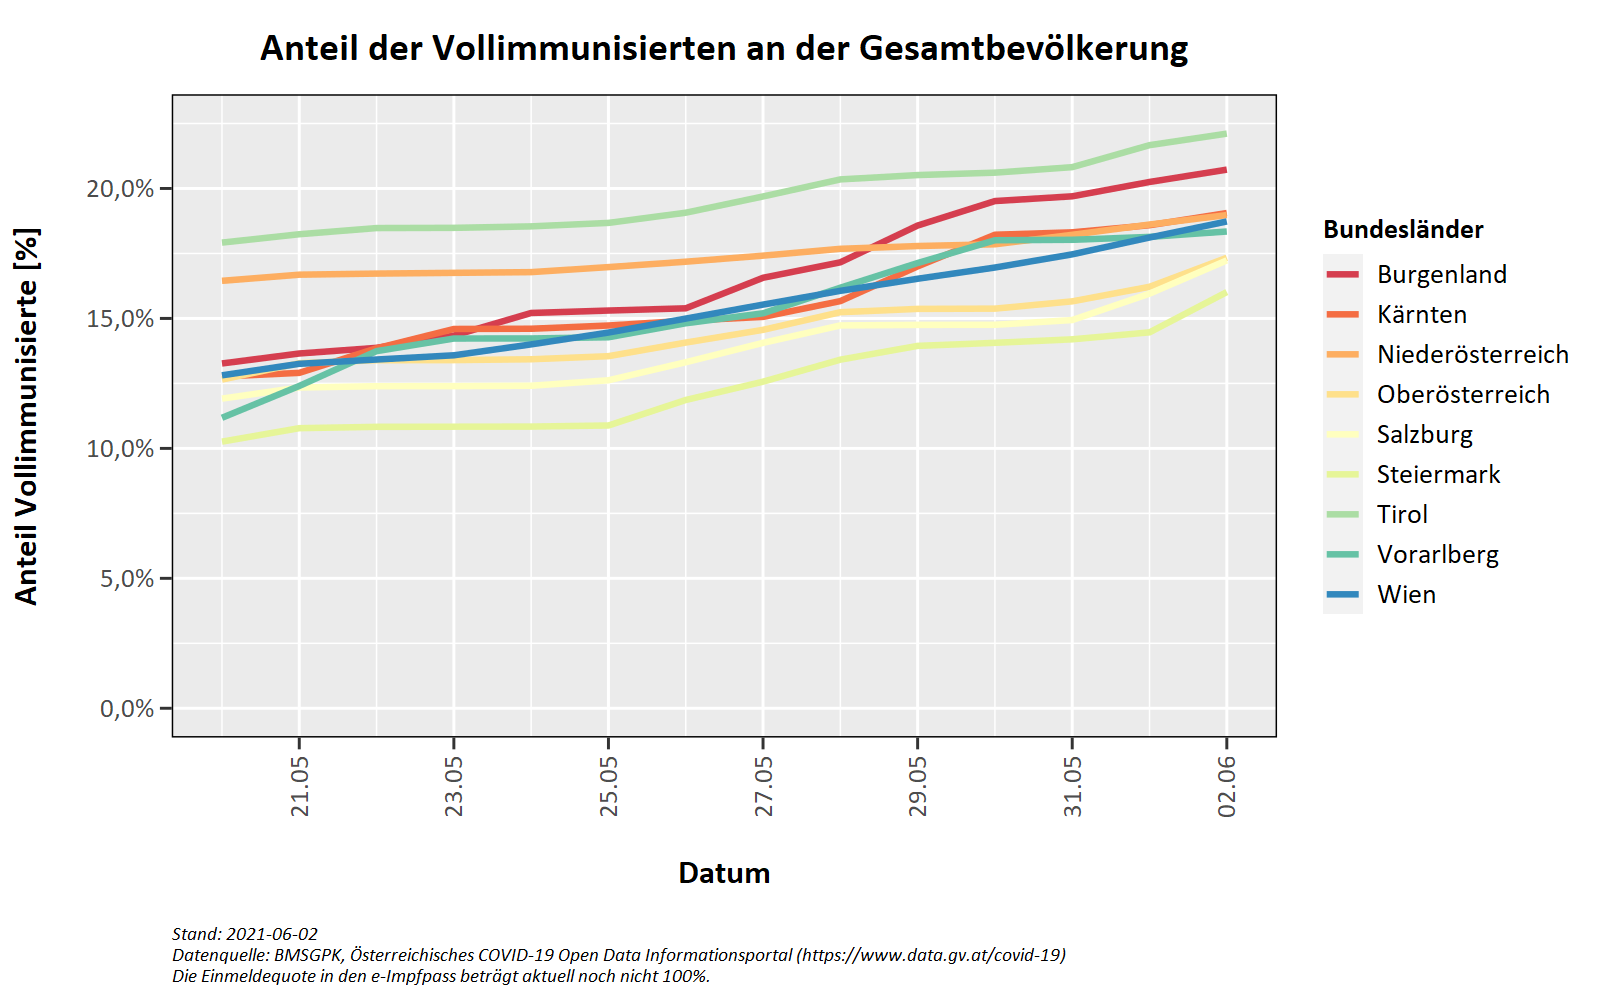 Anteil der Vollimmunisierten an der Gesamtbevölkerung
Anteil Vollimmunisierte [%]
20,0%
15,0%
10,0%
5,0%
0,0%
21.05
23.05
25.05
27.05
29.05
31.05
02.06
Datum
Bundesländer
Burgenland
Kärnten
Niederösterreich
Oberösterreich
Salzburg
Steiermark
Tirol
Vorarlberg
Wien
Stand: 2021-06-02
Datenquelle: BMSGPK, Österreichisches COVID-19 Open Data Informationsportal (https://www.data.gv.at/covid-19)
Die Einmeldequote in den e-Impfpass beträgt aktuell noch nicht 100%.